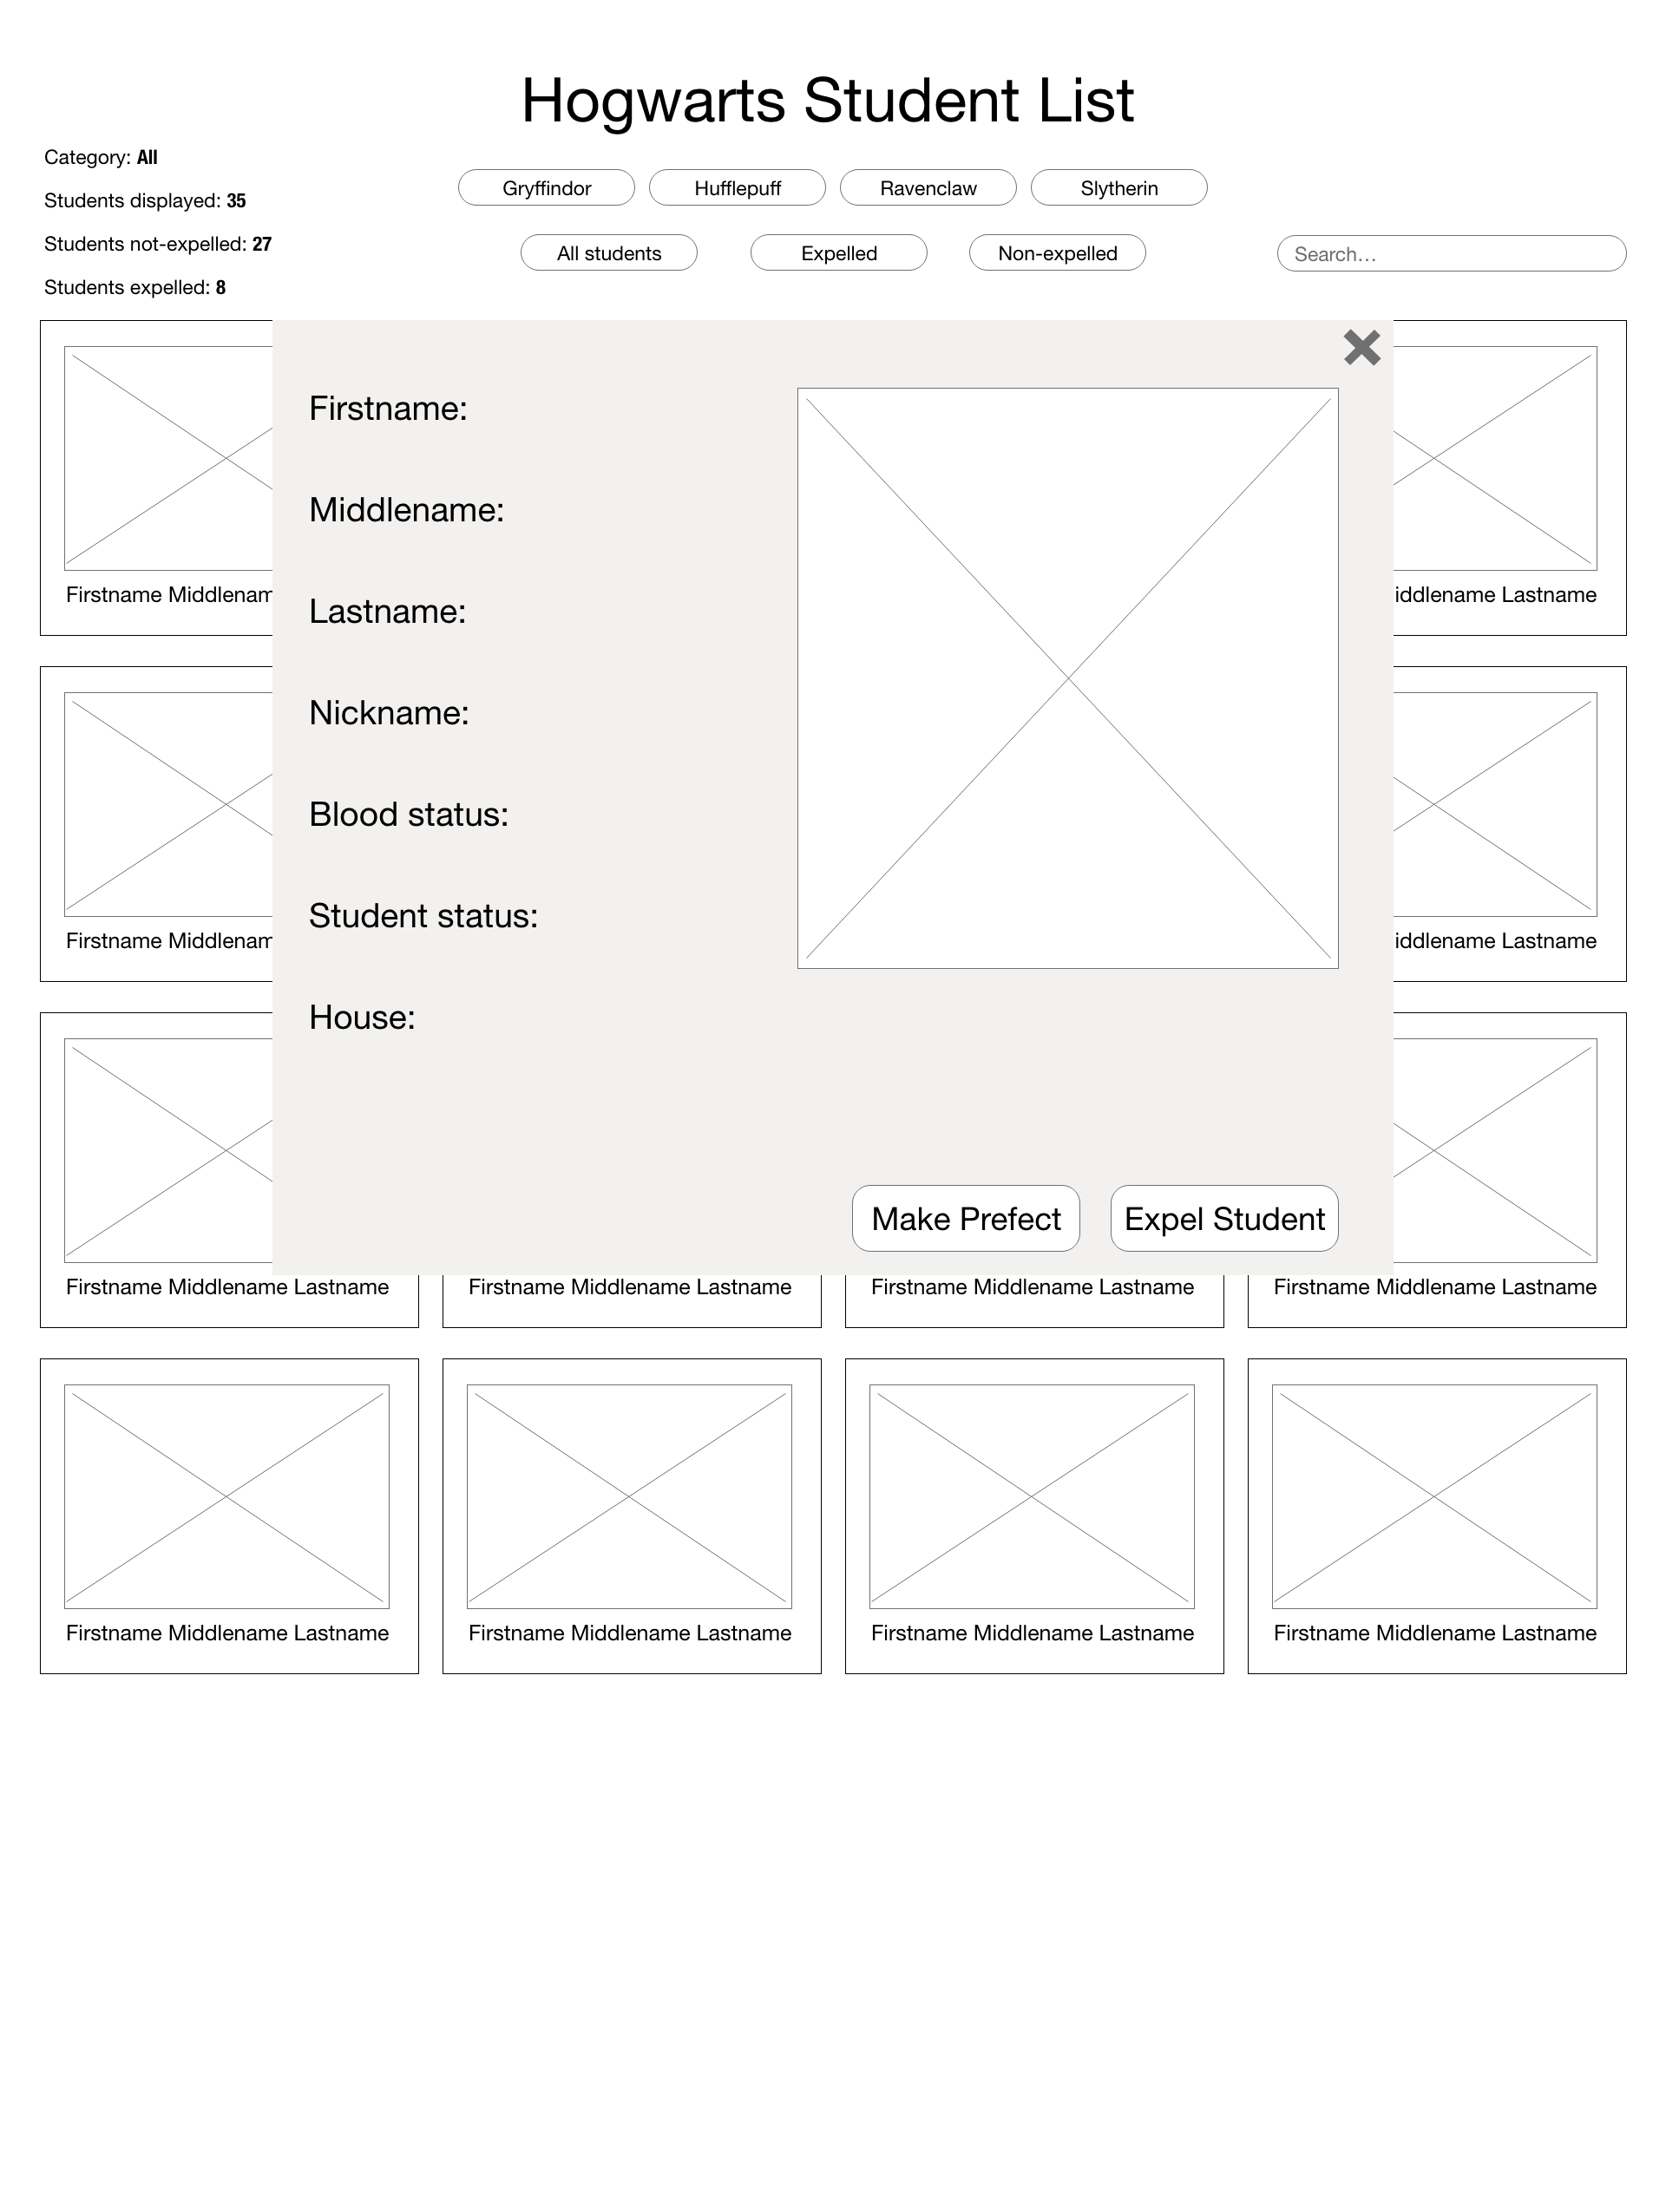 Hogwarts Student List
Category: All
Students displayed: 35
Students not-expelled: 27
Students expelled: 8
Gryffindor Hufflepuff Ravenclaw Slytherin
All students Expelled Non-expelled Search...
Firstname:
Middlename:
Lastname:
Nickname:
Blood status:
Student status:
House:
Make Prefect Expel Student
Firstname Middlenam
iddlename Lastname
Firstname Middlenam
iddlename Lastname
Firstname Middlename Lastname Firstname Middlename Lastname Firstname Middlename Lastname Firstname Middlename Lastname
Firstname Middlename Lastname Firstname Middlename Lastname Firstname Middlename Lastname Firstname Middlename Lastname